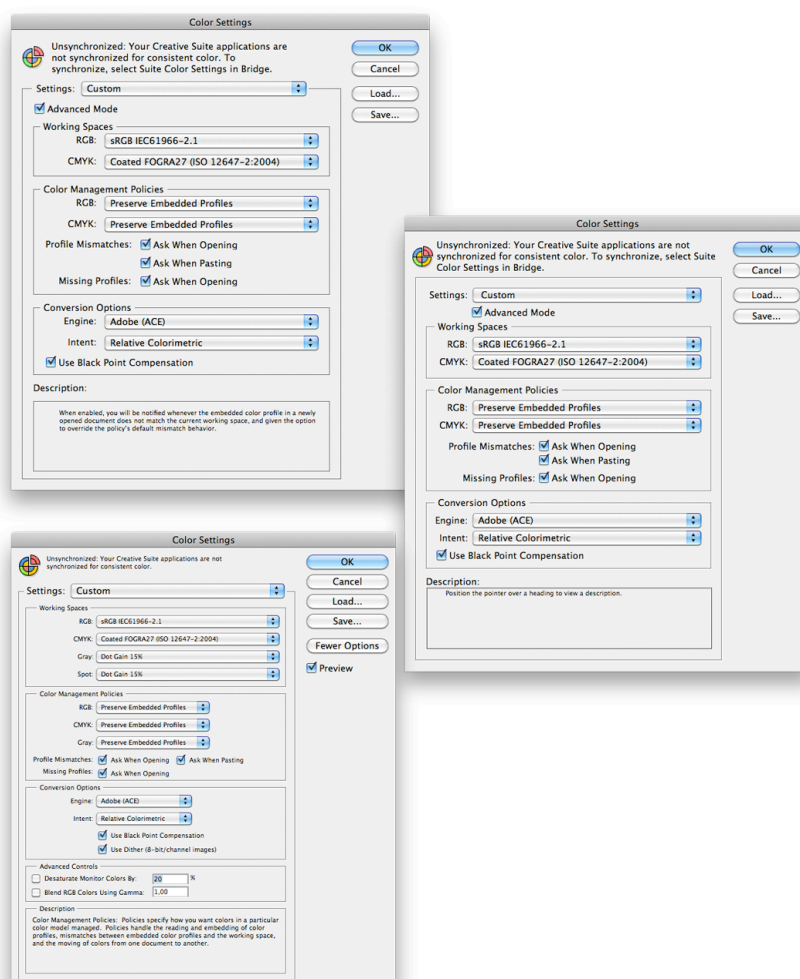 Color Settings
Unsynchronized: Your Creative Suite applications are
not synchronized for consistent color. To
synchronize, select Suite Color Settings in Bridge.
OK
Cancel
Load...
Save...
Settings: Custom
Advanced Mode
Working Spaces
RGB: sRGB IEC61966-2.1
CMYK: Coated FOGRA27 (ISO 12647-2:2004)
Color Management Policies
RGB: Preserve Embedded Profiles
CMYK: Preserve Embedded Profiles
Profile Mismatches: Ask When Opening
Ask When Pasting
Missing Profiles: Ask When Opening
Conversion Options
Engine: Adobe (ACE)
Intent: Relative Colorimetric
Use Black Point Compensation
Description:
When enabled, you will be notified whenever the embedded color profile in a newly
opened document does not match the current working space, and given the option
to override the policy's default mismatch behavior.
Color Settings
Unsynchronized: Your Creative Suite applications are not
synchronized for consistent color. To synchronize, select Suite
Color Settings in Bridge.
OK
Cancel
Load...
Save...
Settings: Custom
Advanced Mode
Working Spaces
RGB: sRGB IEC61966-2.1
CMYK: Coated FOGRA27 (ISO 12647-2:2004)
Color Management Policies
RGB: Preserve Embedded Profiles
CMYK: Preserve Embedded Profiles
Profile Mismatches: Ask When Opening
Ask When Pasting
Missing Profiles: Ask When Opening
Conversion Options
Engine: Adobe (ACE)
Intent: Relative Colorimetric
Use Black Point Compensation
Description:
Position the pointer over a heading to view a description.
Color Settings
Unsynchronized: Your Creative Suite applications are not
synchronized for consistent color.
OK
Cancel
Load...
Save...
Fewer Options
Preview
Settings: Custom
Working Spaces
RGB: sRGB IEC61966-2.1
CMYK: Coated FOGRA27 (ISO 12647-2:2004)
Gray: Dot Gain 15%
Spot: Dot Gain 15%
Color Management Policies
RGB: Preserve Embedded Profiles
CMYK: Preserve Embedded Profiles
Gray: Preserve Embedded Profiles
Profile Mismatches: Ask When Opening Ask When Pasting
Missing Profiles: Ask When Opening
Conversion Options
Engine: Adobe (ACE)
Intent: Relative Colorimetric
Use Black Point Compensation
Use Dither (8-bit/channel images)
Advanced Controls
Desaturate Monitor Colors By: 20 %
Blend RGB Colors Using Gamma: 1,00
Description
Color Management Policies: Policies specify how you want colors in a particular
color model managed. Policies handle the reading and embedding of color
profiles, mismatches between embedded color profiles and the working space,
and the moving of colors from one document to another.